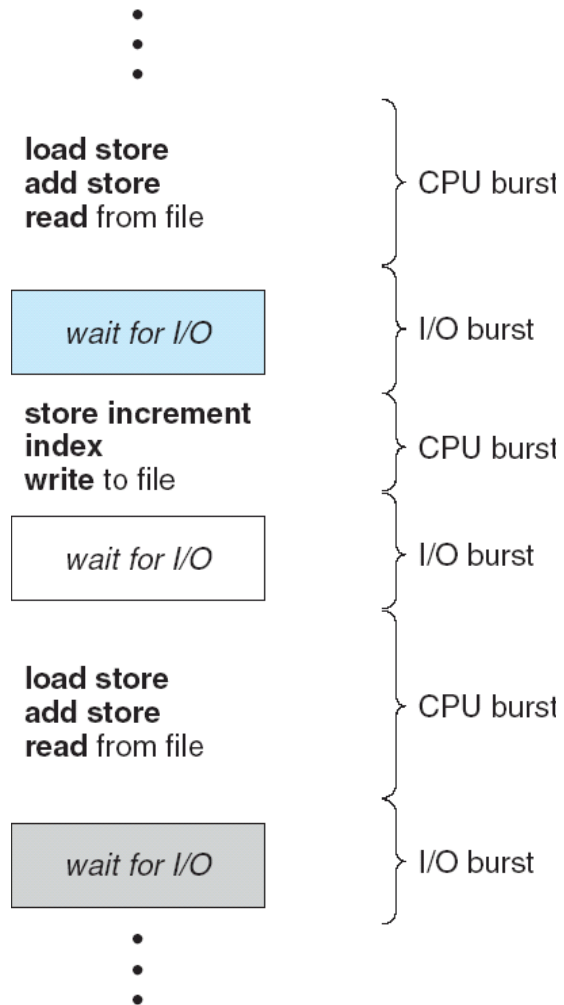 load store
add store
read from file
CPU burst
wait for I/O
I/O burst
store increment
index
write to file
CPU burst
wait for I/O
I/O burst
load store
add store
read from file
CPU burst
wait for I/O
I/O burst